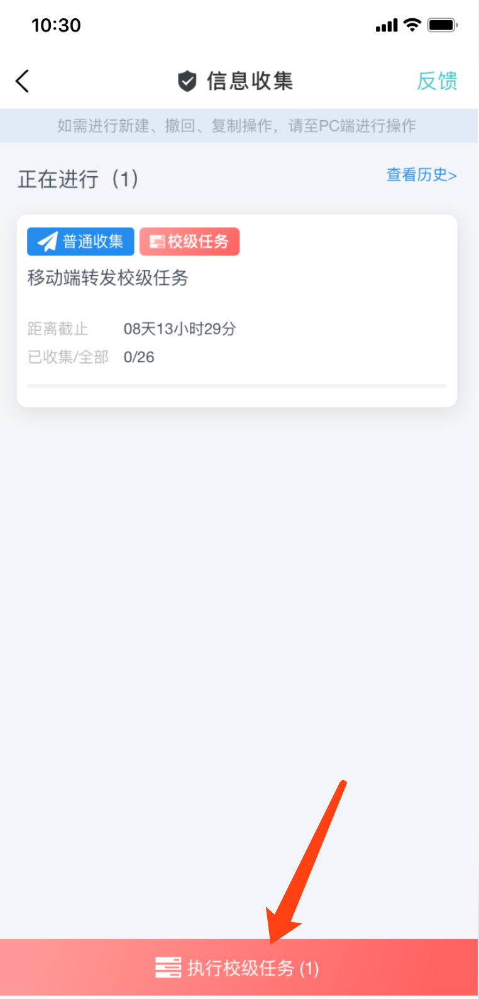 10:30
信息收集
反馈
如需进行新建、撤回、复制操作，请至PC端进行操作
正在进行（1）
查看历史>
普通收集 校级任务
移动端转发校级任务
距离截止 08天13小时29分
已收集/全部 0/26
执行校级任务 (1)